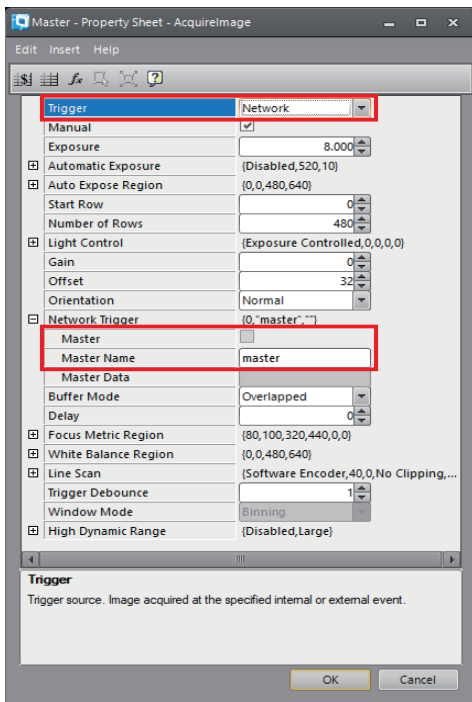 Master - Property Sheet - AcquireImage
Edit Insert Help
Trigger Network
Manual
Exposure 8.000
Automatic Exposure {Disabled,520,10}
Auto Expose Region {0,0,480,640}
Start Row 0
Number of Rows 480
Light Control {Exposure Controlled,0,0,0,0}
Gain 0
Offset 32
Orientation Normal
Network Trigger {0,"master",""}
Master
Master Name master
Master Data
Buffer Mode Overlapped
Delay 0
Focus Metric Region {80,100,320,440,0,0}
White Balance Region {0,0,480,640}
Line Scan {Software Encoder,40,0,No Clipping,...
Trigger Debounce 1
Window Mode Binning
High Dynamic Range {Disabled,Large}
Trigger
Trigger source. Image acquired at the specified internal or external event.
OK Cancel